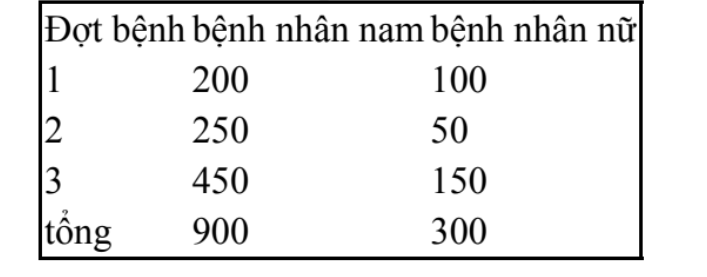 Đợt bệnh bệnh nhân nam bệnh nhân nữ
1 200 100
2 250 50
3 450 150
tổng 900 300